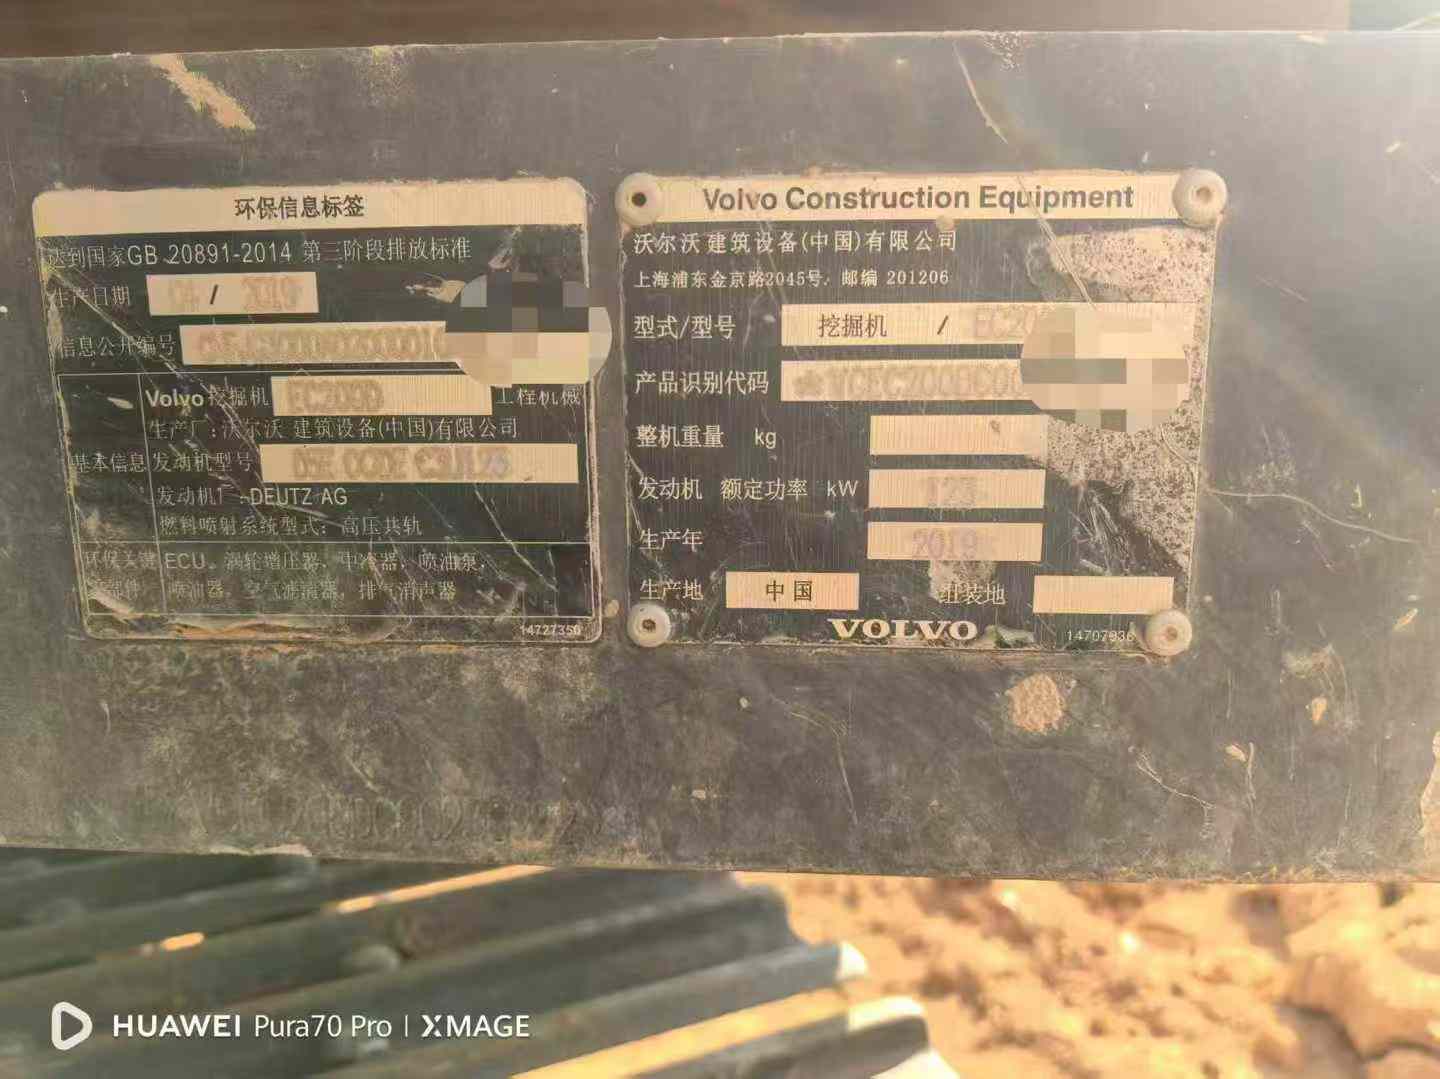 环保信息标签
达到国家GB 20891-2014 第三阶段排放标准
生产日期 / 2019
信息公开编号
Volvo 挖掘机 EC200D 工程机械
生产厂:沃尔沃 建筑设备(中国)有限公司
基本信息 发动机型号
发动机厂 -DEUTZ AG
燃料喷射系统型式: 高压共轨
环保关键 ECU, 涡轮增压器, 中冷器, 喷油泵,
零部件 喷油器, 空气滤清器, 排气消声器
14727350
Volvo Construction Equipment
沃尔沃 建筑设备(中国)有限公司
上海浦东金京路2045号, 邮编 201206
型式/型号 挖掘机 / EC20
产品识别代码
整机重量 kg
发动机 额定功率 kW 123
生产年 2019
生产地 中国 组装地
VOLVO
14707936
HUAWEI Pura70 Pro | XMAGE